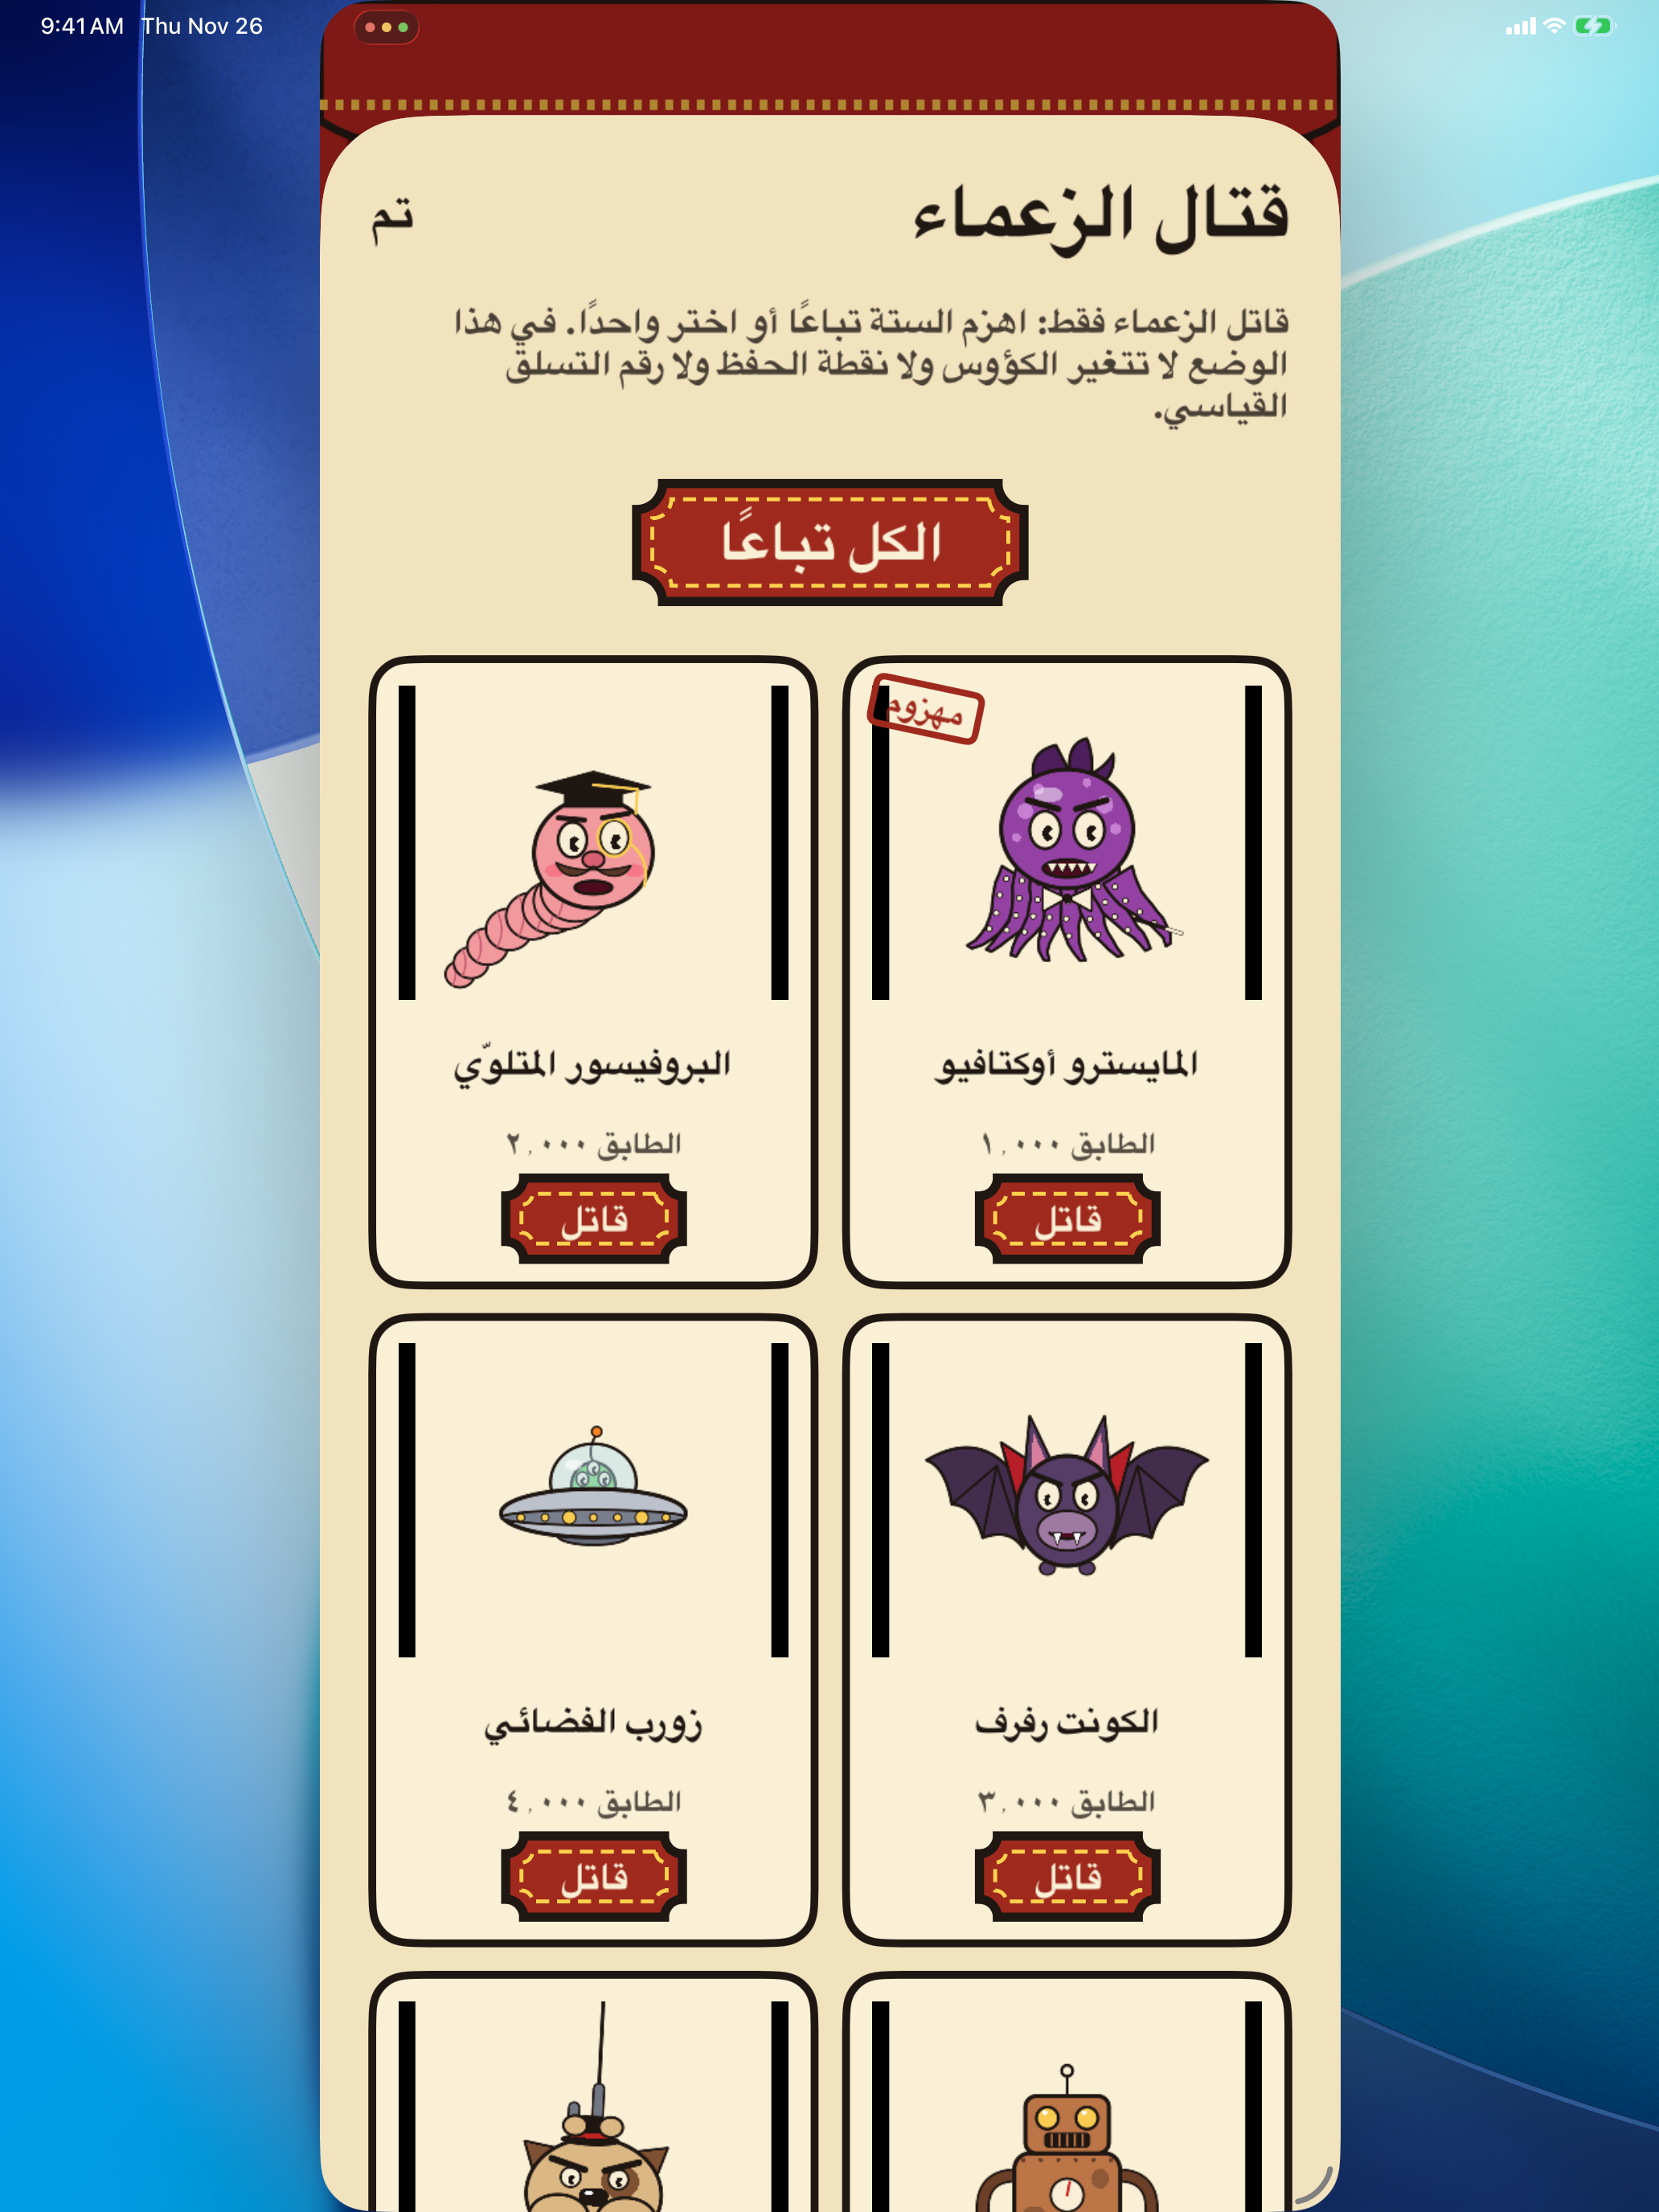 9:41 AM Thu Nov 26
قتال الزعماء
تم
قاتل الزعماء فقط: اهزم الستة تباعًا أو اختر واحدًا. في هذا
الوضع لا تتغير الكؤوس ولا نقطة الحفظ ولا رقم التسلق
القياسي.
الكل تباعًا
مهزوم
المايسترو أوكتافيو
الطابق ١٬٠٠٠
قاتل
البروفيسور المتلوّي
الطابق ٢٬٠٠٠
قاتل
الكونت رفرف
الطابق ٣٬٠٠٠
قاتل
زورب الفضائي
الطابق ٤٬٠٠٠
قاتل